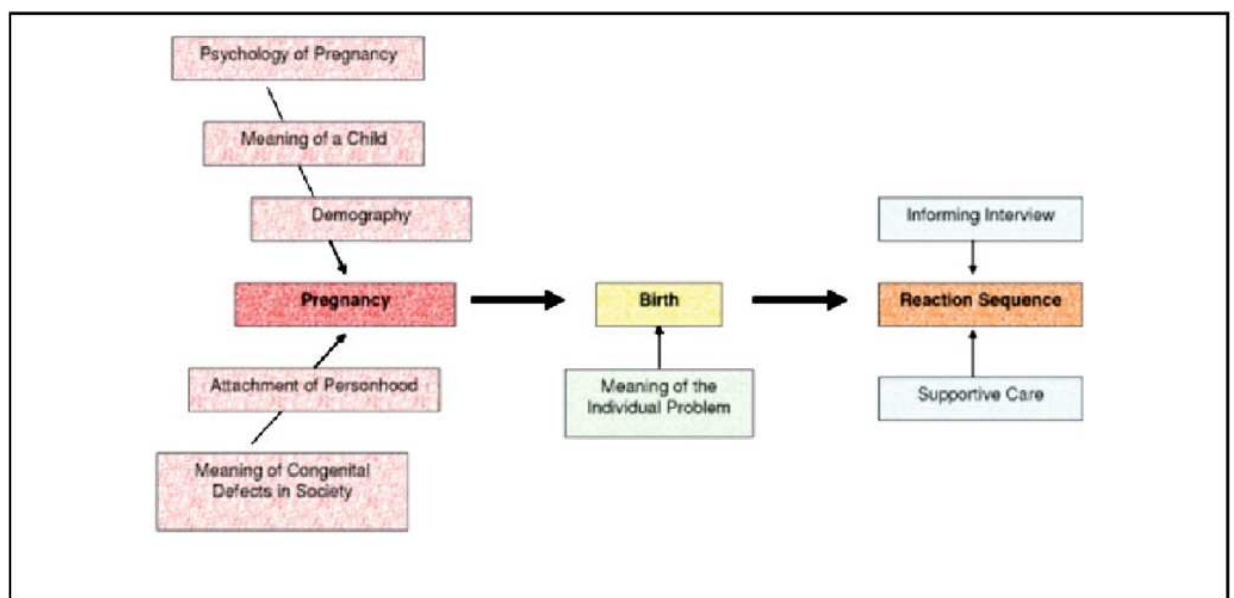 Psychology of Pregnancy
Meaning of a Child
Demography
Informing Interview
Pregnancy
Birth
Reaction Sequence
Attachment of Personhood
Meaning of the
Individual Problem
Supportive Care
Meaning of Congenital
Defects in Society